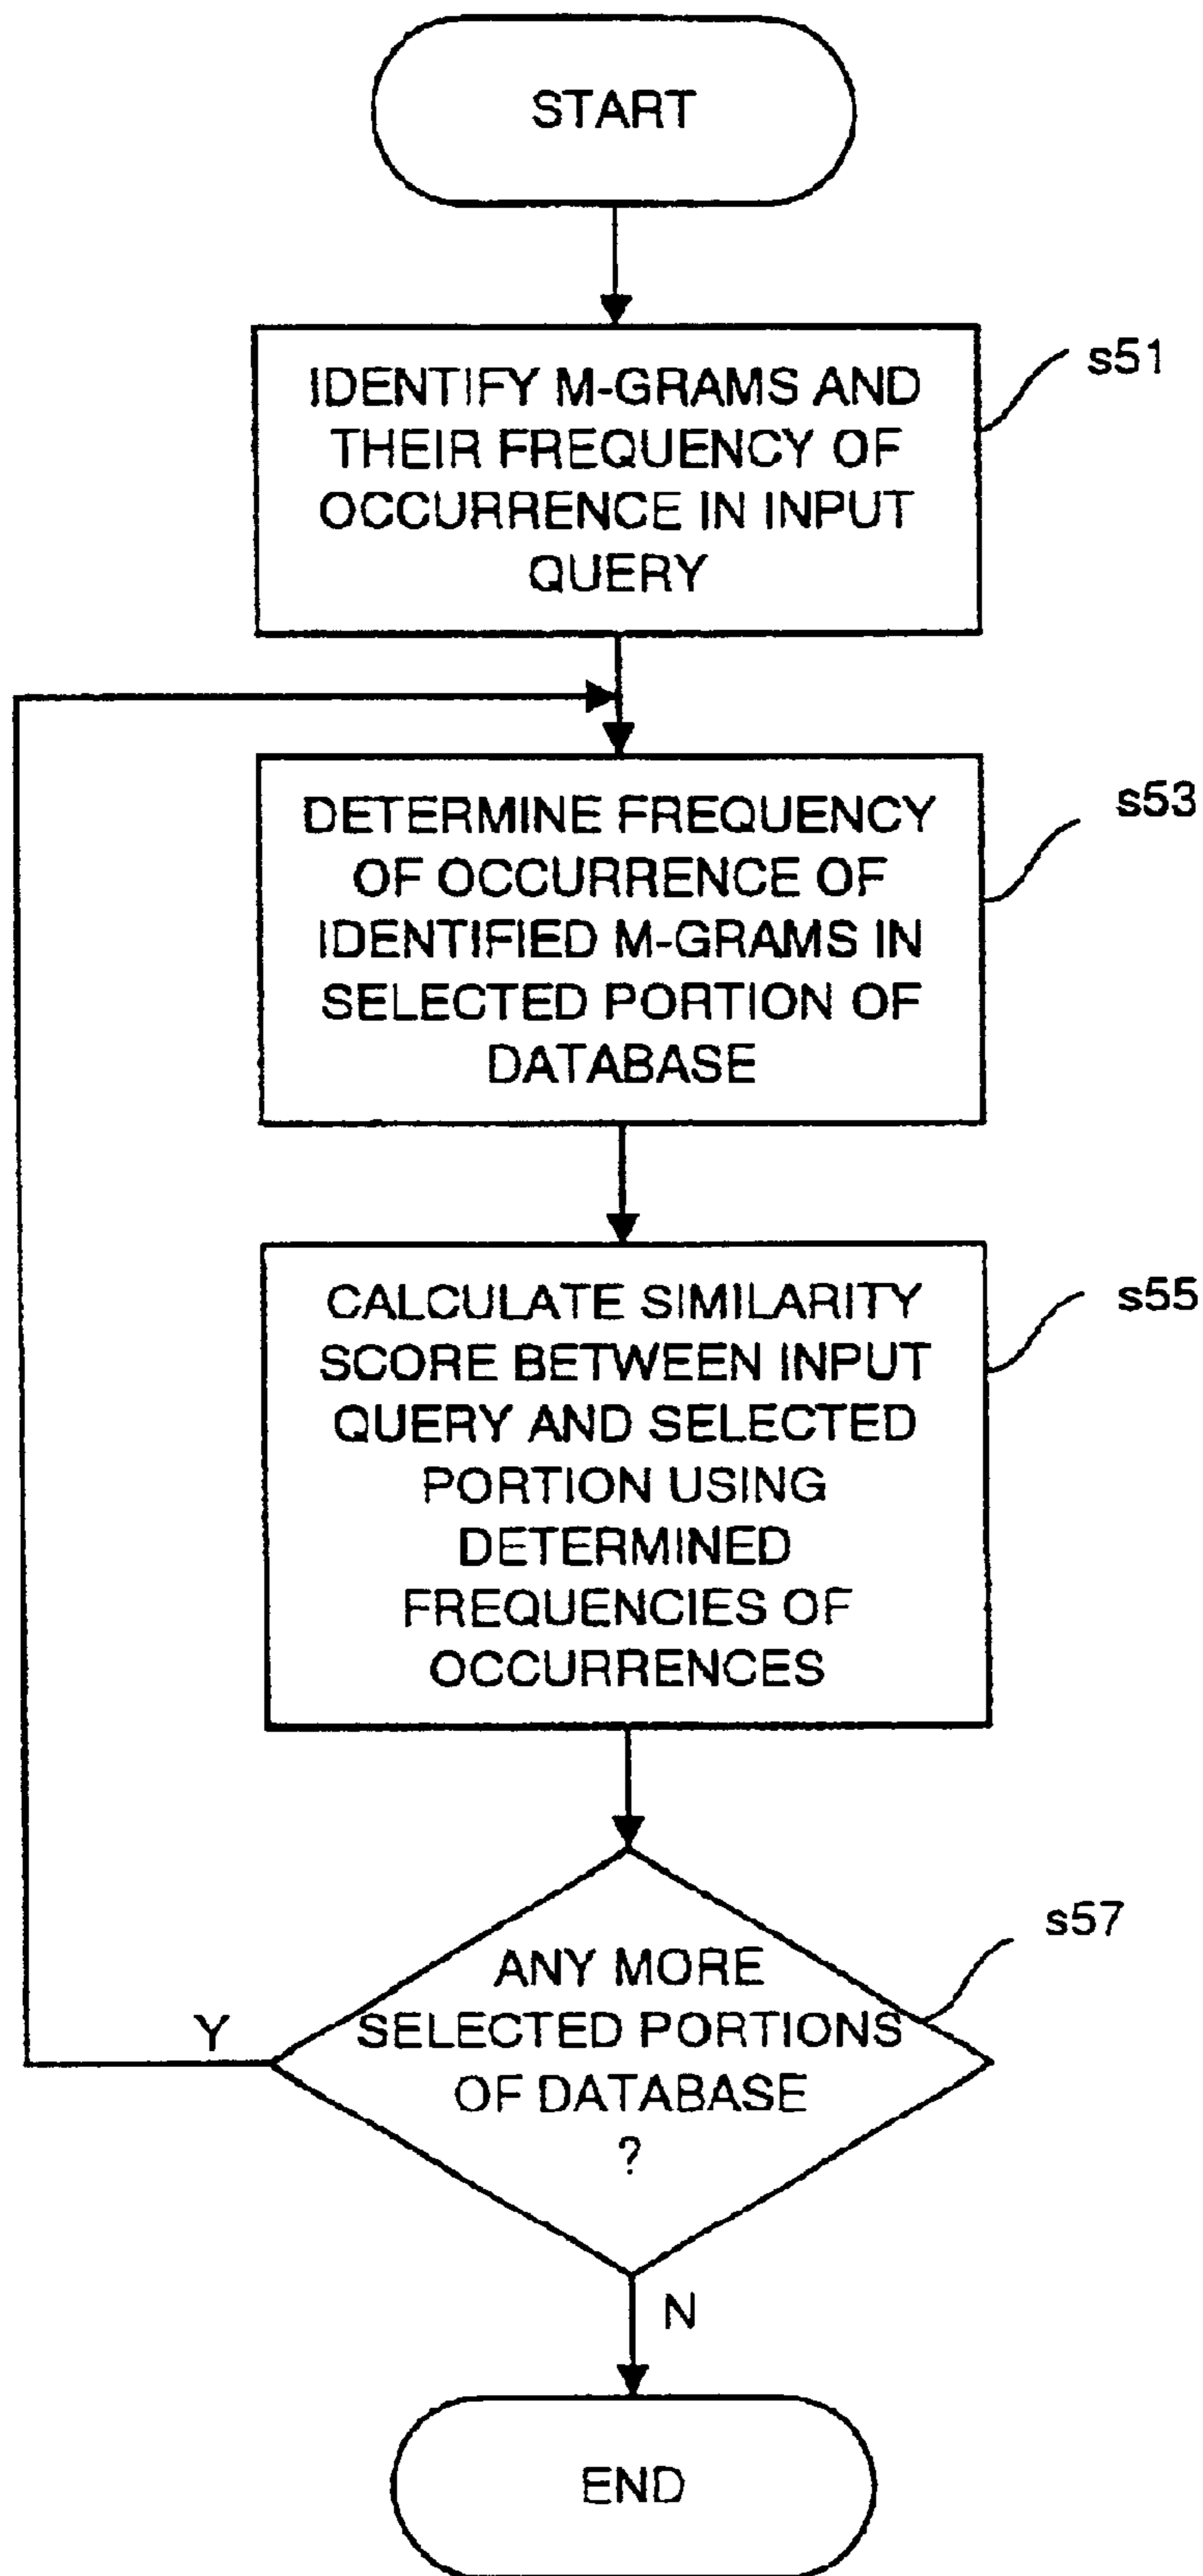 START
IDENTIFY M-GRAMS AND
THEIR FREQUENCY OF
OCCURRENCE IN INPUT
QUERY
s51
DETERMINE FREQUENCY
OF OCCURRENCE OF
IDENTIFIED M-GRAMS IN
SELECTED PORTION OF
DATABASE
s53
CALCULATE SIMILARITY
SCORE BETWEEN INPUT
QUERY AND SELECTED
PORTION USING
DETERMINED
FREQUENCIES OF
OCCURRENCES
s55
ANY MORE
SELECTED PORTIONS
OF DATABASE
?
s57
Y
N
END